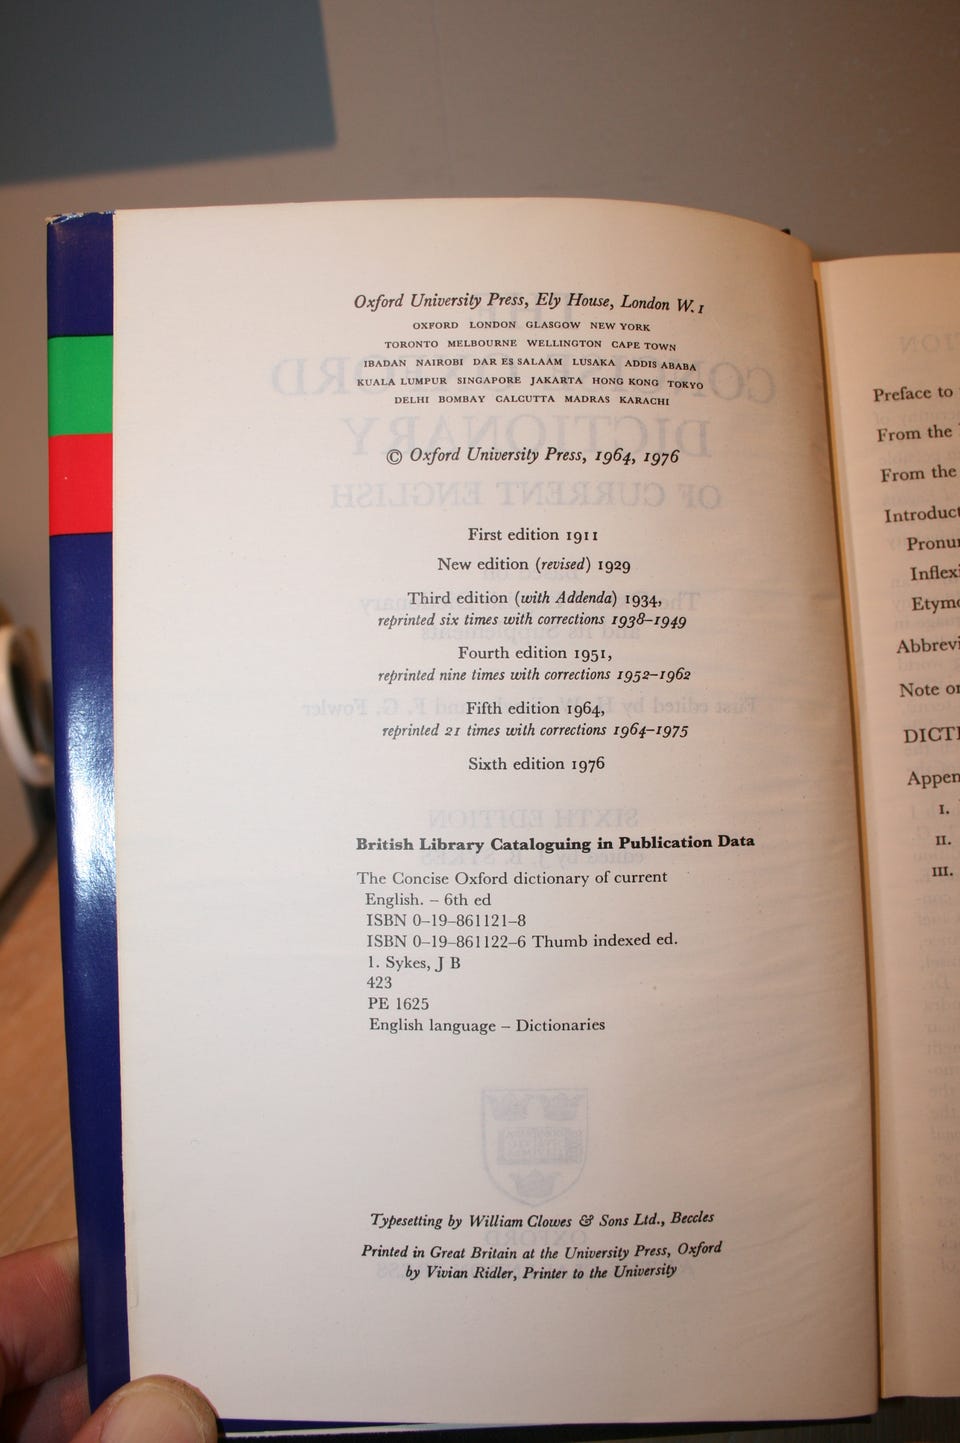 Oxford University Press, Ely House, London W.1
OXFORD LONDON GLASGOW NEW YORK
TORONTO MELBOURNE WELLINGTON CAPE TOWN
IBADAN NAIROBI DAR ES SALAAM LUSAKA ADDIS ABABA
KUALA LUMPUR SINGAPORE JAKARTA HONG KONG TOKYO
DELHI BOMBAY CALCUTTA MADRAS KARACHI
© Oxford University Press, 1964, 1976
First edition 1911
New edition (revised) 1929
Third edition (with Addenda) 1934,
reprinted six times with corrections 1938–1949
Fourth edition 1951,
reprinted nine times with corrections 1952–1962
Fifth edition 1964,
reprinted 21 times with corrections 1964–1975
Sixth edition 1976
British Library Cataloguing in Publication Data
The Concise Oxford dictionary of current
English. – 6th ed
ISBN 0–19–861121–8
ISBN 0–19–861122–6 Thumb indexed ed.
1. Sykes, J B
423
PE 1625
English language – Dictionaries
Typesetting by William Clowes & Sons Ltd., Beccles
Printed in Great Britain at the University Press, Oxford
by Vivian Ridler, Printer to the University
Preface to
From the
From the
Introduct
Pronu
Inflexi
Etymo
Abbrevi
Note on
DICTI
Appen
I.
II.
III.